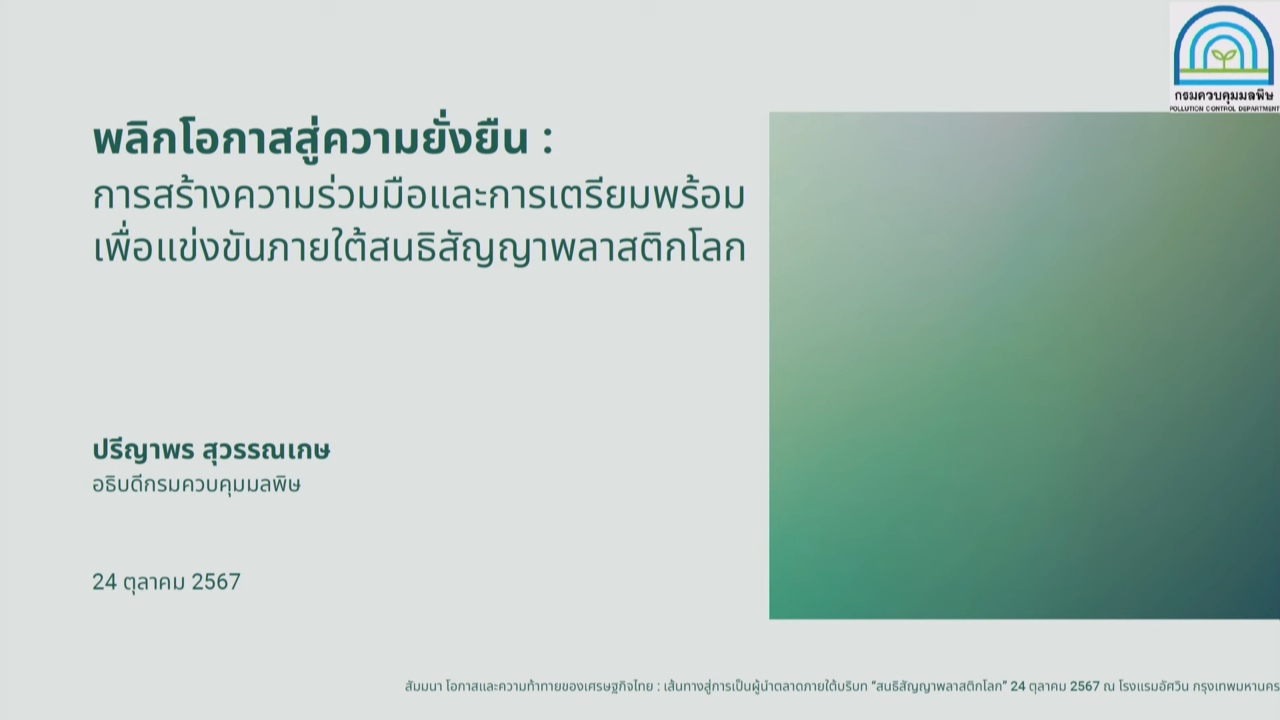 กรมควบคุมมลพิษ
POLLUTION CONTROL DEPARTMENT
พลิกโอกาสสู่ความยั่งยืน :
การสร้างความร่วมมือและการเตรียมพร้อม
เพื่อแข่งขันภายใต้สนธิสัญญาพลาสติกโลก
ปรีญาพร สุวรรณเกษ
อธิบดีกรมควบคุมมลพิษ
24 ตุลาคม 2567
สัมมนา โอกาสและความท้าทายของเศรษฐกิจไทย : เส้นทางสู่การเป็นผู้นำตลาดภายใต้บริบท “สนธิสัญญาพลาสติกโลก” 24 ตุลาคม 2567 ณ โรงแรมอัศวิน กรุงเทพมหานคร